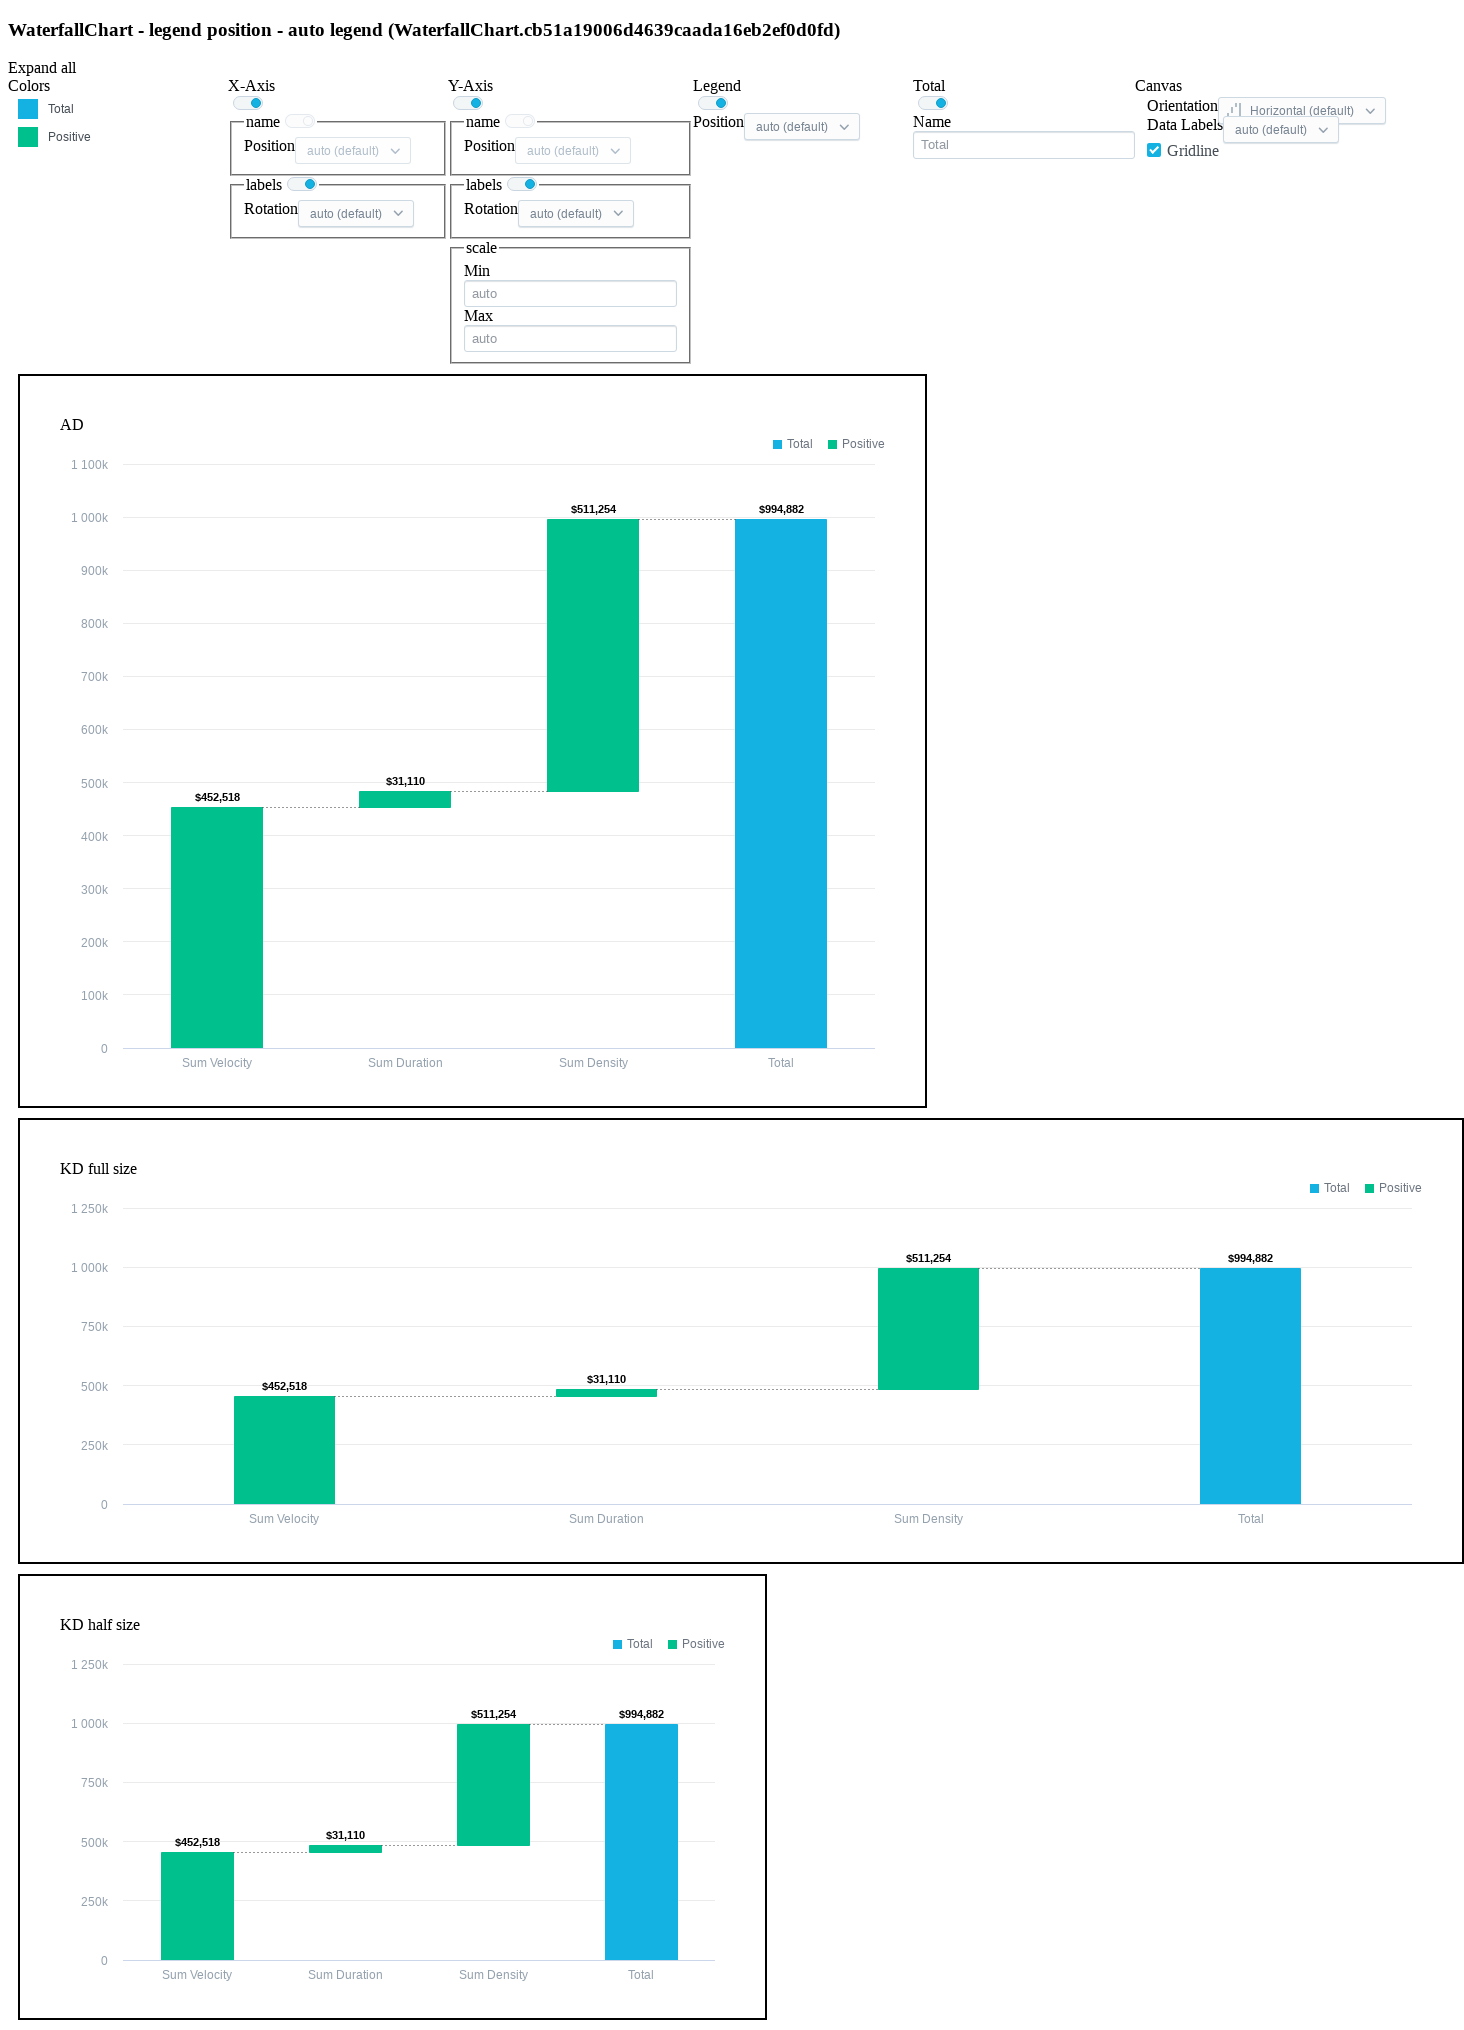 WaterfallChart - legend position - auto legend (WaterfallChart.cb51a19006d4639caada16eb2ef0d0fd)
Expand all
Colors
Total
Positive
X-Axis
name
Position auto (default)
labels
Rotation auto (default)
Y-Axis
name
Position auto (default)
labels
Rotation auto (default)
scale
Min
auto
Max
auto
Legend
Position auto (default)
Total
Name
Total
Canvas
Orientation Horizontal (default)
Data Labels auto (default)
Gridline
AD
Total Positive
1 100k
1 000k
900k
800k
700k
600k
500k
400k
300k
200k
100k
0
$452,518
$31,110
$511,254
$994,882
Sum Velocity Sum Duration Sum Density Total
KD full size
Total Positive
1 250k
1 000k
750k
500k
250k
0
$452,518
$31,110
$511,254
$994,882
Sum Velocity Sum Duration Sum Density Total
KD half size
Total Positive
1 250k
1 000k
750k
500k
250k
0
$452,518
$31,110
$511,254
$994,882
Sum Velocity Sum Duration Sum Density Total